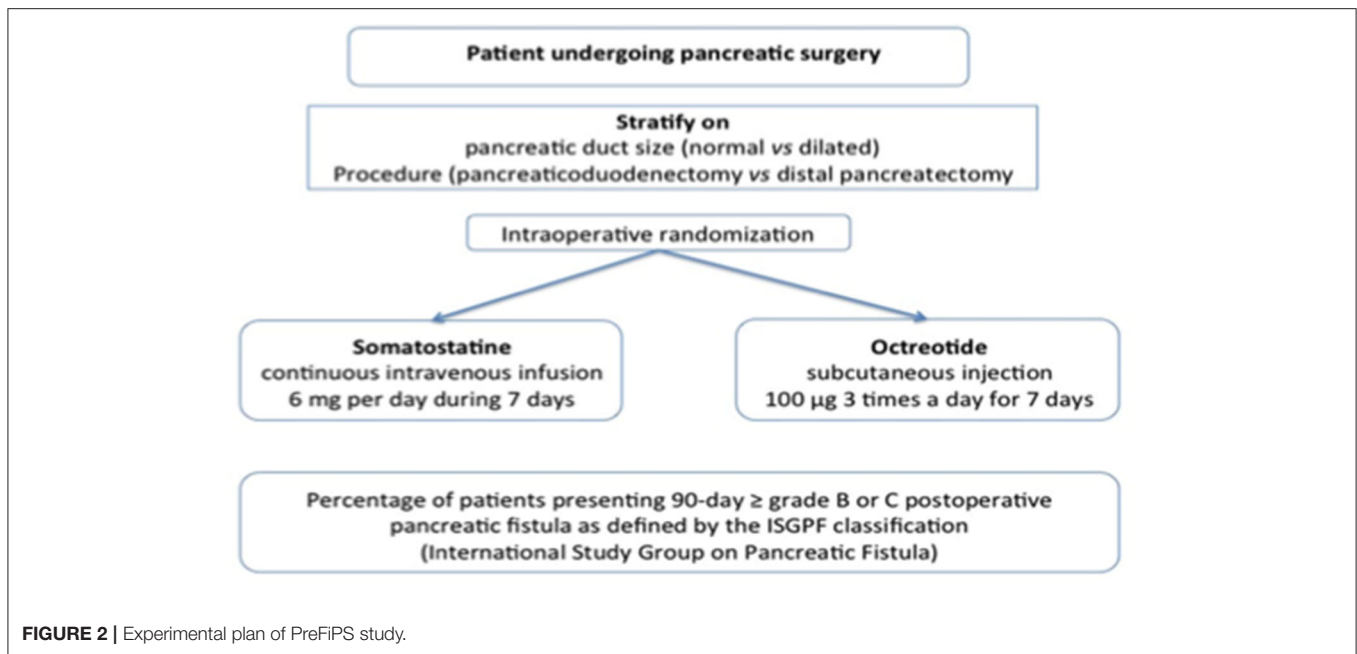 Patient undergoing pancreatic surgery
Stratify on
pancreatic duct size (normal vs dilated)
Procedure (pancreaticoduodenectomy vs distal pancreatectomy
Intraoperative randomization
Somatostatine
continuous intravenous infusion
6 mg per day during 7 days
Octreotide
subcutaneous injection
100 µg 3 times a day for 7 days
Percentage of patients presenting 90-day ≥ grade B or C postoperative
pancreatic fistula as defined by the ISGPF classification
(International Study Group on Pancreatic Fistula)
FIGURE 2 | Experimental plan of PreFiPS study.